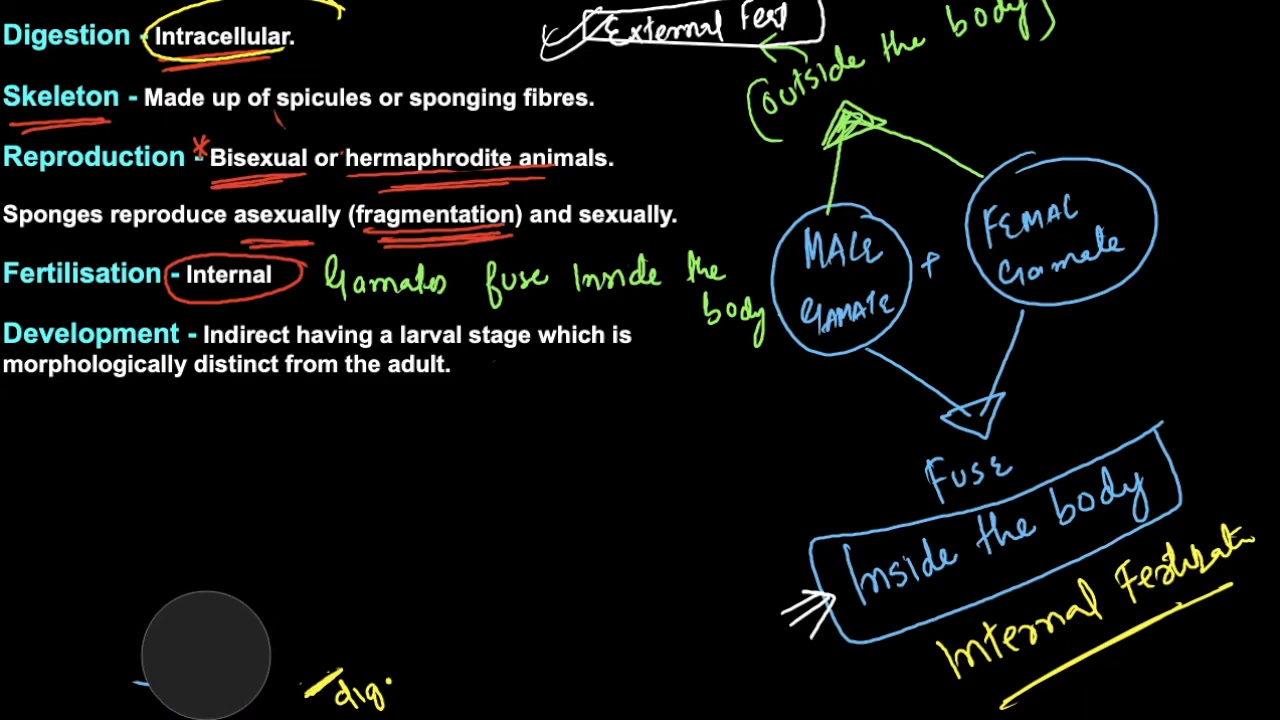 Digestion - Intracellular.
External Fert
(outside the body)
Skeleton - Made up of spicules or sponging fibres.
Reproduction - *Bisexual or hermaphrodite animals.
Sponges reproduce asexually (fragmentation) and sexually.
MALE
GAMATE
+
FEMAL
Gamete
Fertilisation - Internal Gamates fuse Inside the
body
Development - Indirect having a larval stage which is
morphologically distinct from the adult.
FUSE
Inside the body
Internal
dig.